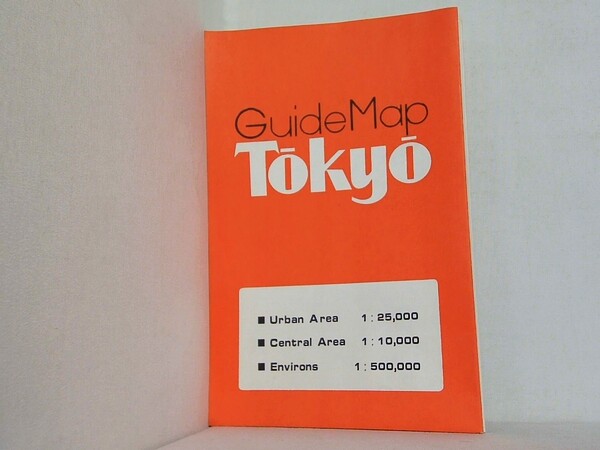 GuideMap
Tōkyō
■ Urban Area 1:25,000
■ Central Area 1:10,000
■ Environs 1:500,000